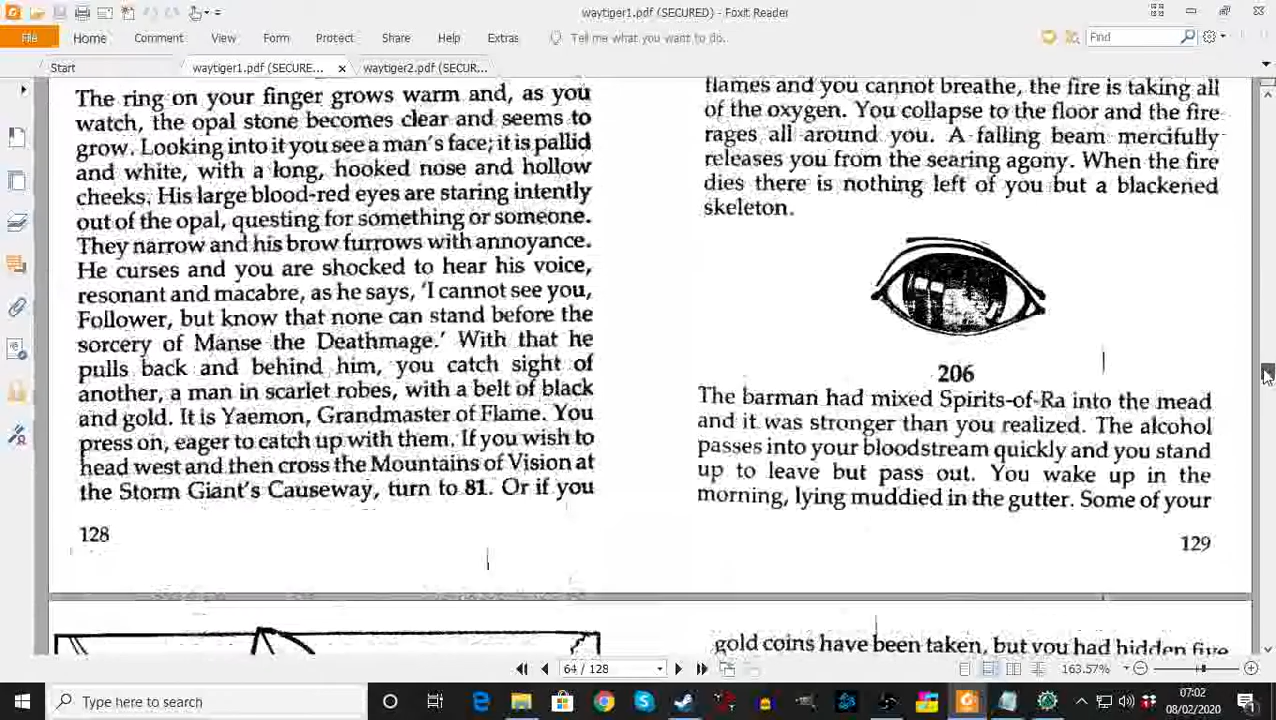 waytiger1.pdf (SECURED) - Foxit Reader
File Home Comment View Form Protect Share Help Extras Tell me what you want to do. Find
Start waytiger1.pdf (SECURE... waytiger2.pdf (SECUR...
The ring on your finger grows warm and, as you
watch, the opal stone becomes clear and seems to
grow. Looking into it you see a man's face; it is pallid
and white, with a long, hooked nose and hollow
cheeks. His large blood-red eyes are staring intently
out of the opal, questing for something or someone.
They narrow and his brow furrows with annoyance.
He curses and you are shocked to hear his voice,
resonant and macabre, as he says, 'I cannot see you,
Follower, but know that none can stand before the
sorcery of Manse the Deathmage.' With that he
pulls back and behind him, you catch sight of
another, a man in scarlet robes, with a belt of black
and gold. It is Yaemon, Grandmaster of Flame. You
press on, eager to catch up with them. If you wish to
head west and then cross the Mountains of Vision at
the Storm Giant's Causeway, turn to 81. Or if you
128
flames and you cannot breathe, the fire is taking all
of the oxygen. You collapse to the floor and the fire
rages all around you. A falling beam mercifully
releases you from the searing agony. When the fire
dies there is nothing left of you but a blackened
skeleton.
206
The barman had mixed Spirits-of-Ra into the mead
and it was stronger than you realized. The alcohol
passes into your bloodstream quickly and you stand
up to leave but pass out. You wake up in the
morning, lying muddied in the gutter. Some of your
129
gold coins have been taken, but you had hidden five
64 / 128
163.57%
Type here to search
07:02
08/02/2020